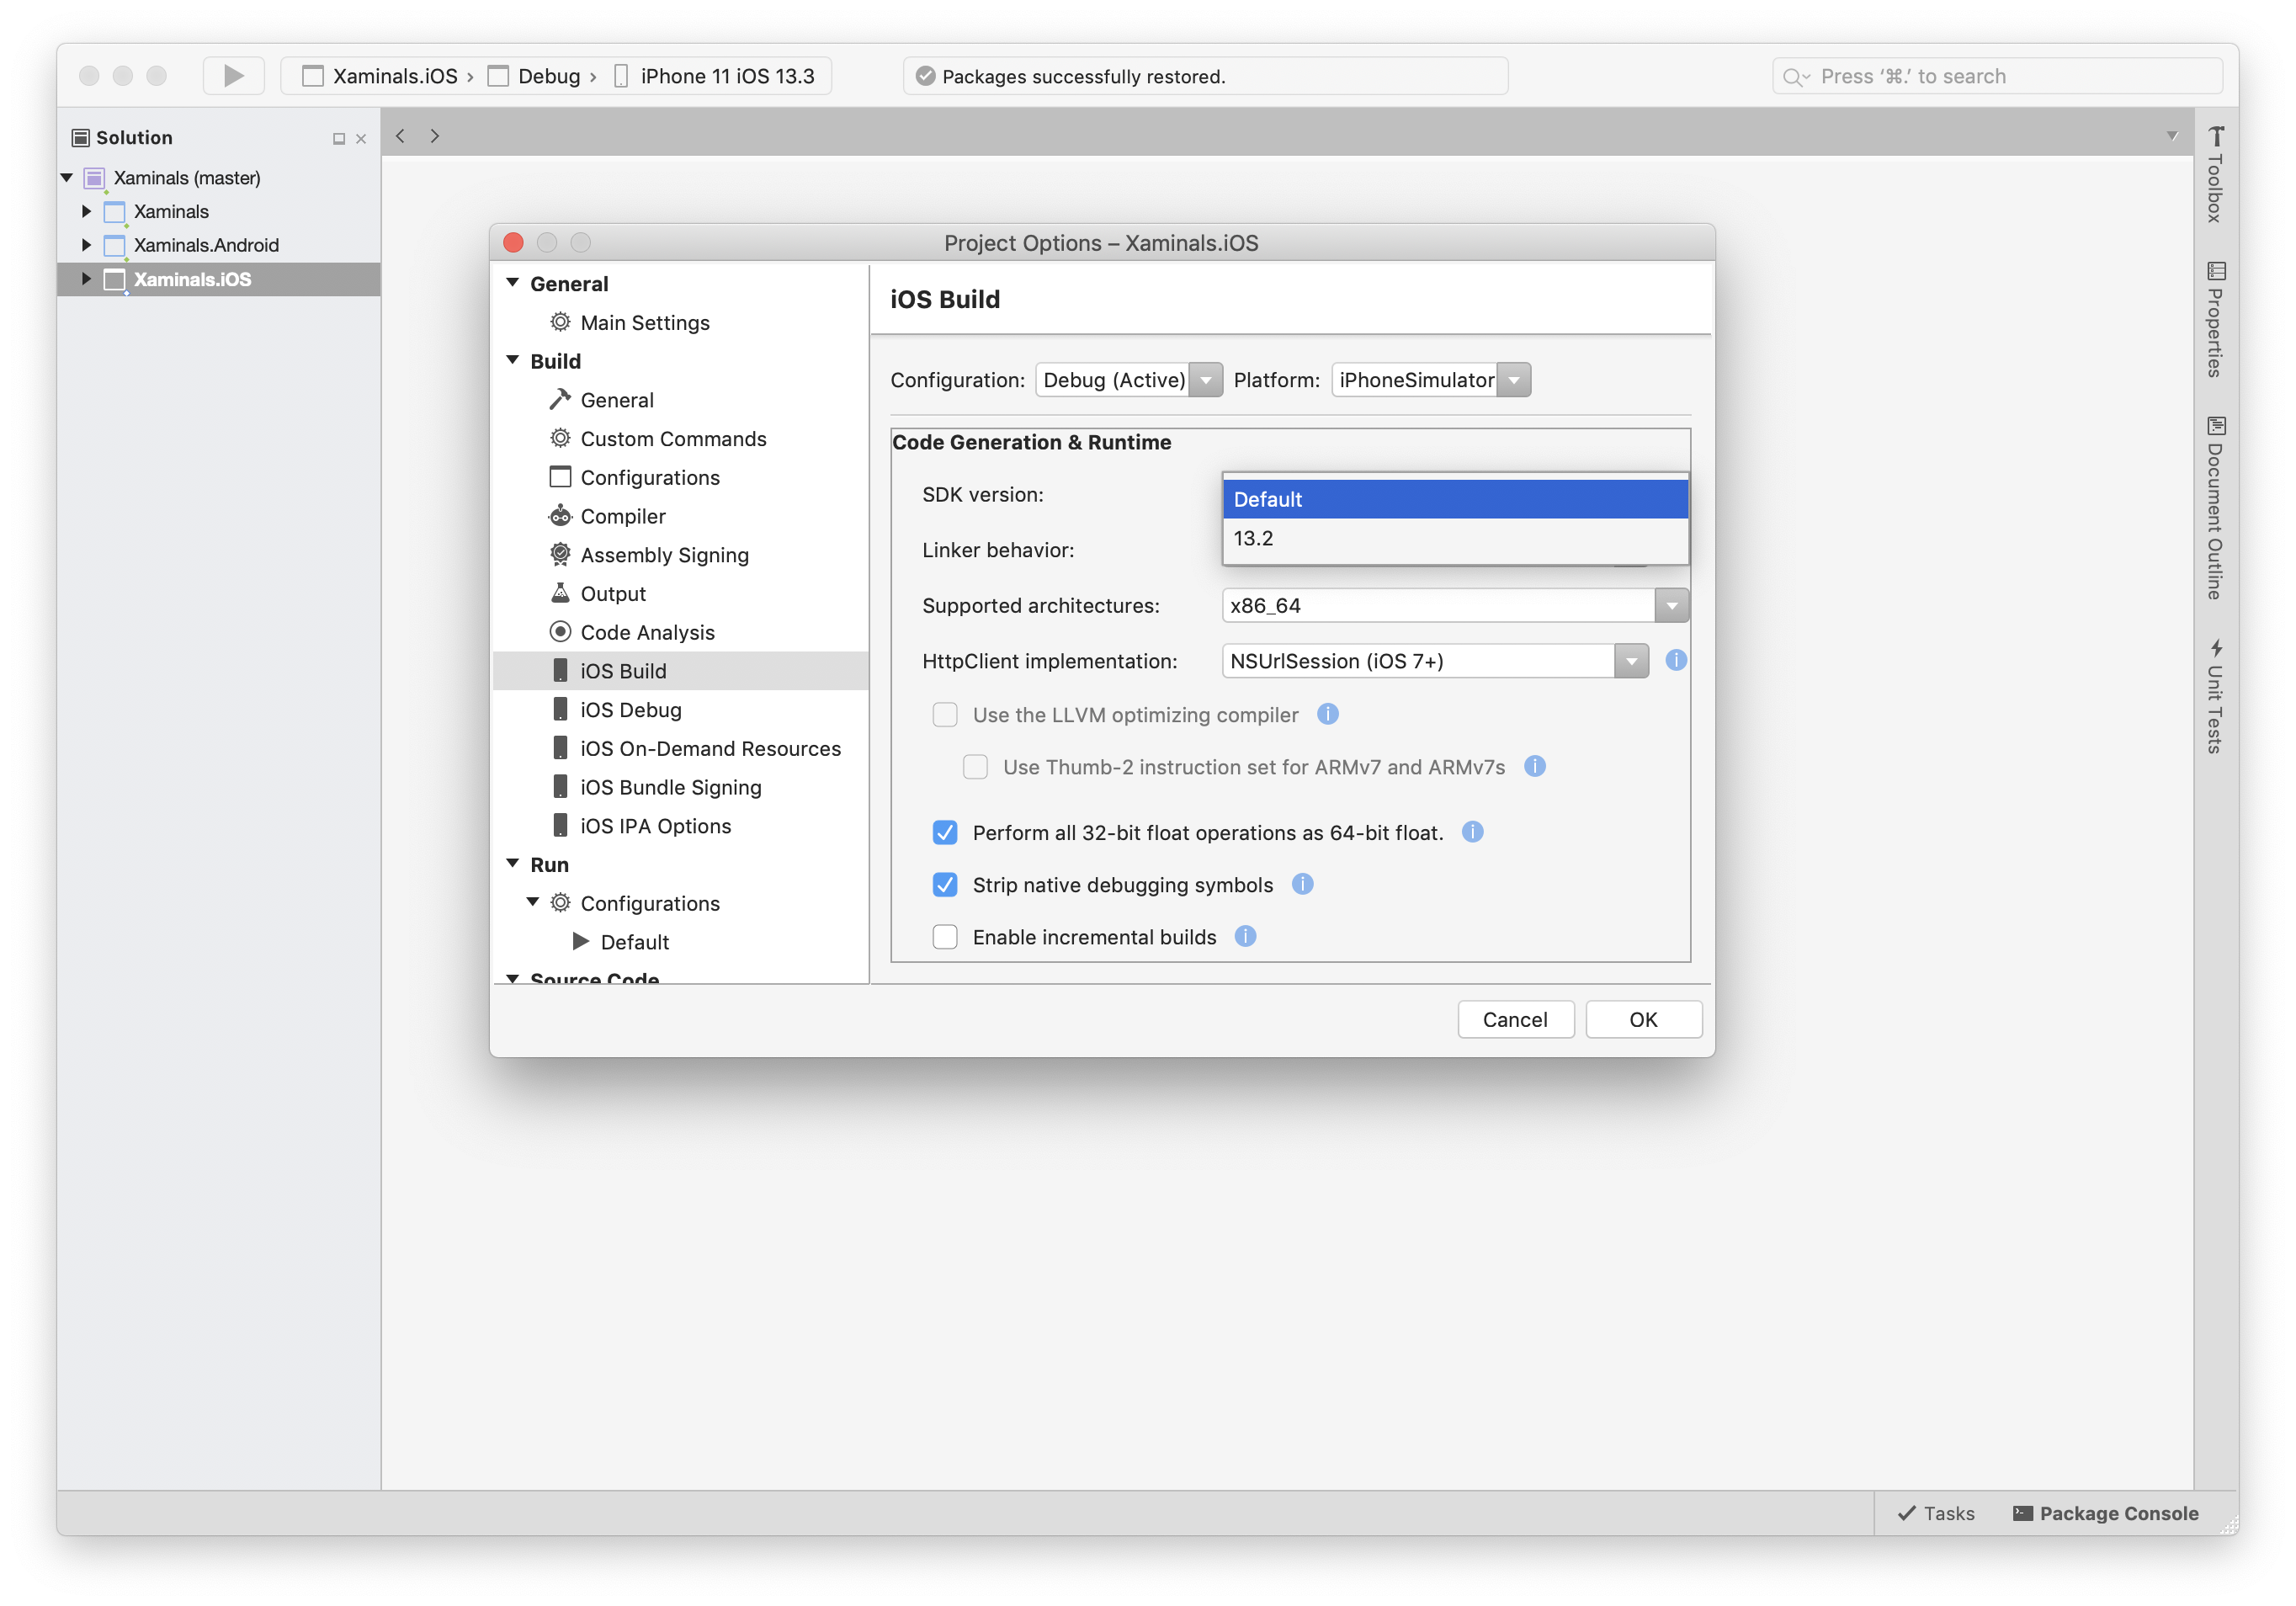 Xaminals.iOS › Debug › iPhone 11 iOS 13.3
Packages successfully restored.
Press ‘⌘.’ to search
Solution
Xaminals (master)
Xaminals
Xaminals.Android
Xaminals.iOS
Project Options – Xaminals.iOS
General
Main Settings
Build
General
Custom Commands
Configurations
Compiler
Assembly Signing
Output
Code Analysis
iOS Build
iOS Debug
iOS On-Demand Resources
iOS Bundle Signing
iOS IPA Options
Run
Configurations
Default
Source Code
iOS Build
Configuration: Debug (Active) Platform: iPhoneSimulator
Code Generation & Runtime
SDK version:
Default
13.2
Linker behavior:
Supported architectures: x86_64
HttpClient implementation: NSUrlSession (iOS 7+)
Use the LLVM optimizing compiler
Use Thumb-2 instruction set for ARMv7 and ARMv7s
Perform all 32-bit float operations as 64-bit float.
Strip native debugging symbols
Enable incremental builds
Cancel OK
Toolbox
Properties
Document Outline
Unit Tests
Tasks Package Console